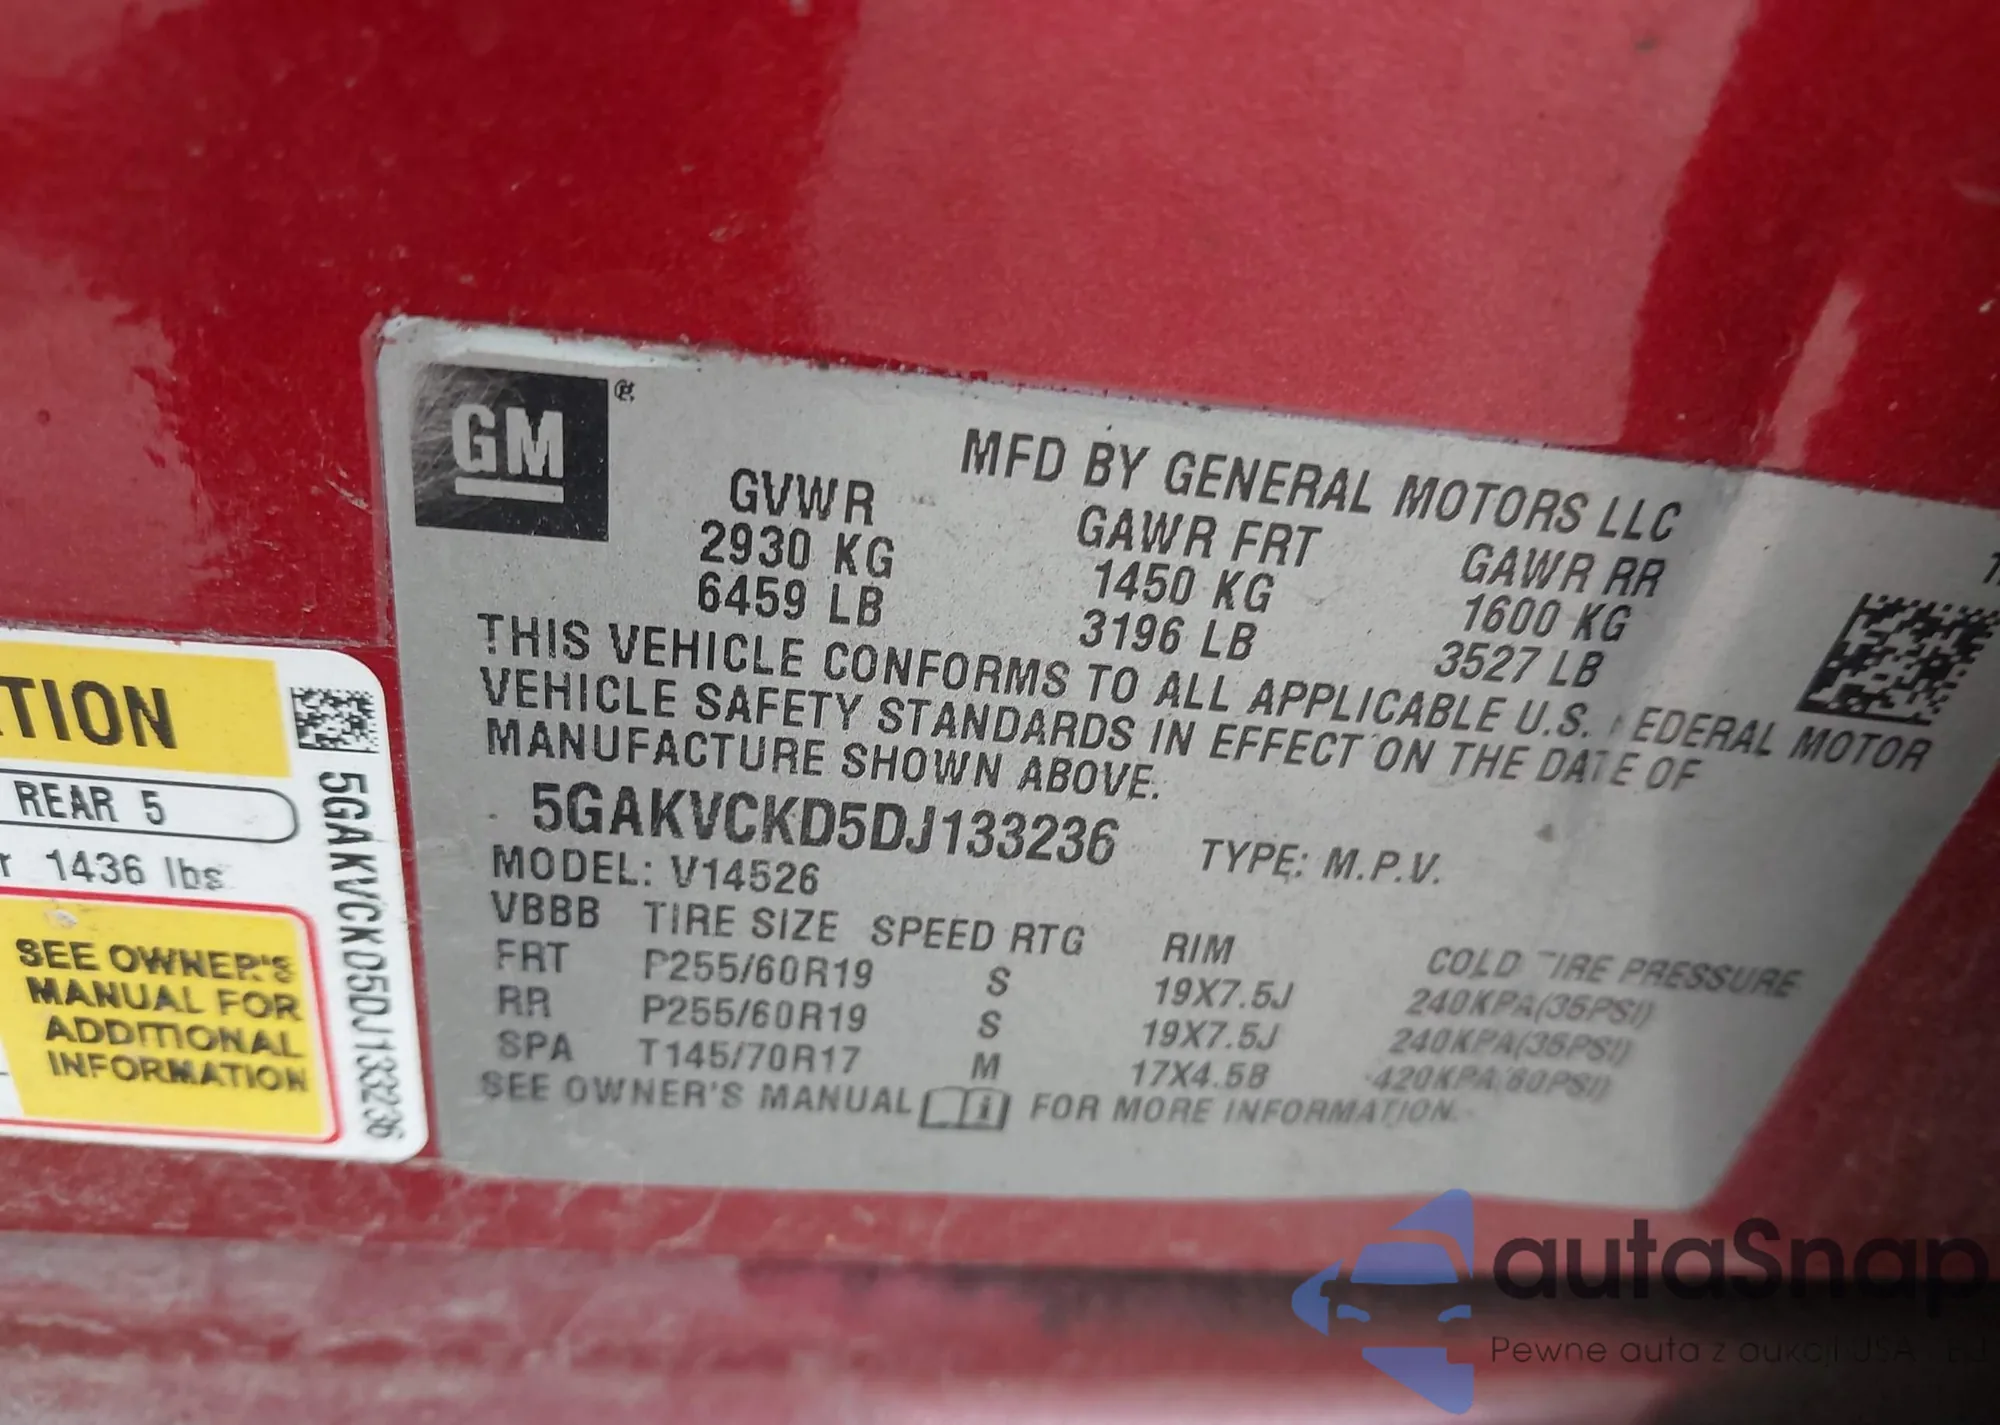 GM
MFD BY GENERAL MOTORS LLC
GVWR GAWR FRT GAWR RR
2930 KG 1450 KG 1600 KG
6459 LB 3196 LB 3527 LB
THIS VEHICLE CONFORMS TO ALL APPLICABLE U.S. EDERAL MOTOR
VEHICLE SAFETY STANDARDS IN EFFECT ON THE DATE OF
MANUFACTURE SHOWN ABOVE.
5GAKVCKD5DJ133236 TYPE: M.P.V.
MODEL: V14526
VBBB TIRE SIZE SPEED RTG RIM COLD TIRE PRESSURE
FRT P255/60R19 S 19X7.5J 240KPA(35PSI)
RR P255/60R19 S 19X7.5J 240KPA(35PSI)
SPA T145/70R17 M 17X4.5B 420KPA(60PSI)
SEE OWNER'S MANUAL FOR MORE INFORMATION.
TION
REAR 5
r 1436 lbs
SEE OWNER'S
MANUAL FOR
ADDITIONAL
INFORMATION
5GAKVCKD5DJ133236
autaSnap
Pewne auta z aukcji USA